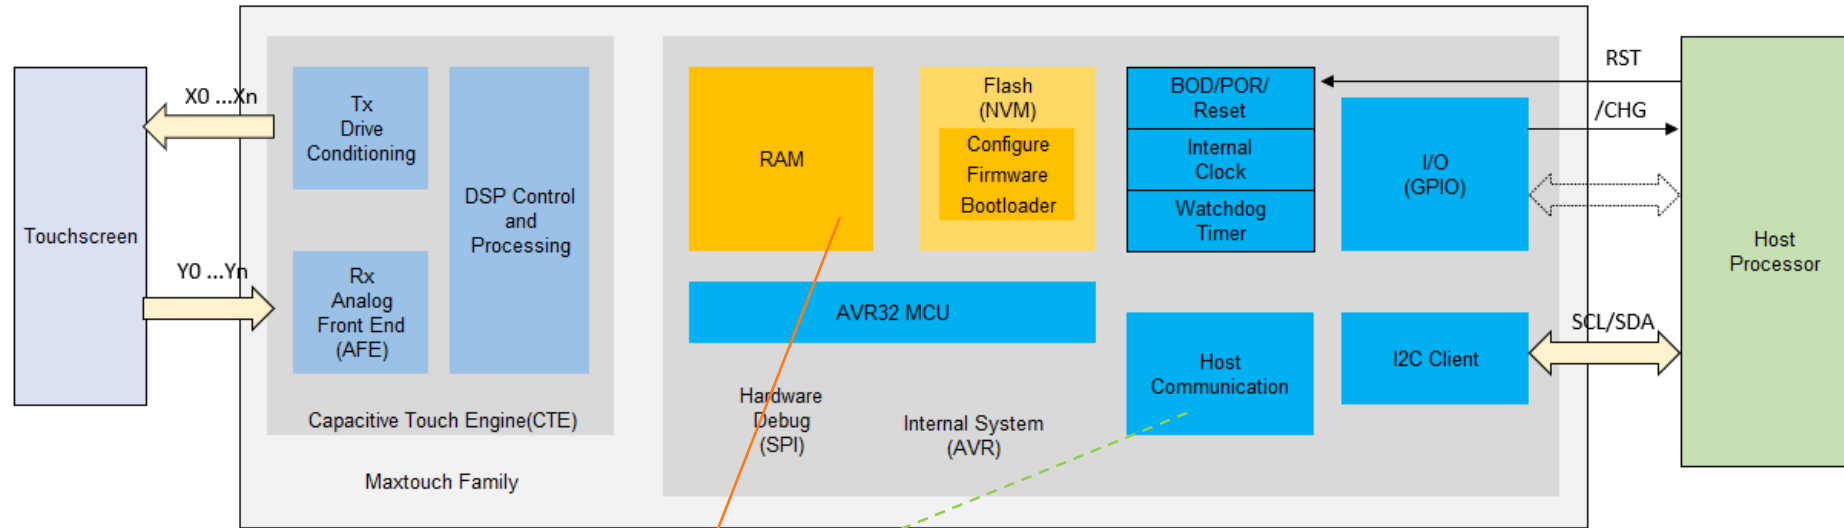 Touchscreen
X0 ...Xn
Y0 ...Yn
Tx
Drive
Conditioning
Rx
Analog
Front End
(AFE)
DSP Control
and
Processing
Capacitive Touch Engine(CTE)
Maxtouch Family
RAM
Flash
(NVM)
Configure
Firmware
Bootloader
BOD/POR/
Reset
Internal
Clock
Watchdog
Timer
I/O
(GPIO)
AVR32 MCU
Hardware
Debug
(SPI)
Internal System
(AVR)
Host
Communication
I2C Client
RST
/CHG
SCL/SDA
Host
Processor